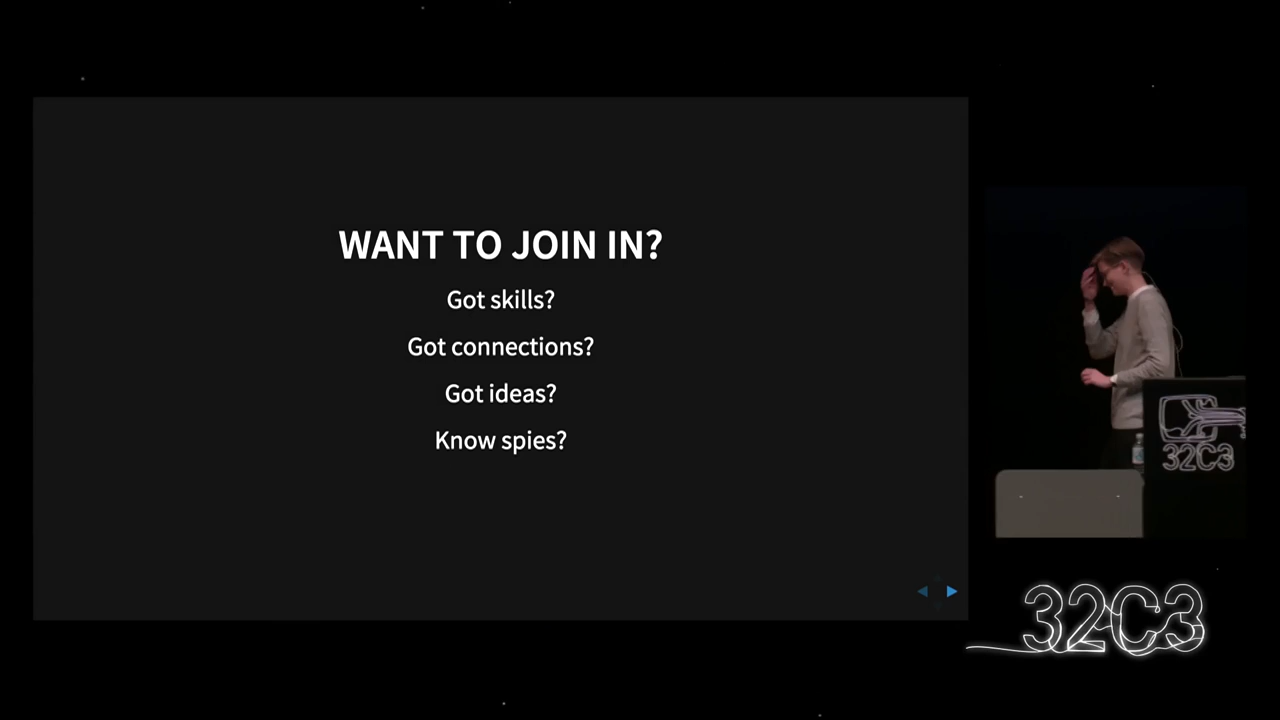 WANT TO JOIN IN?
Got skills?
Got connections?
Got ideas?
Know spies?
32C3
32C3